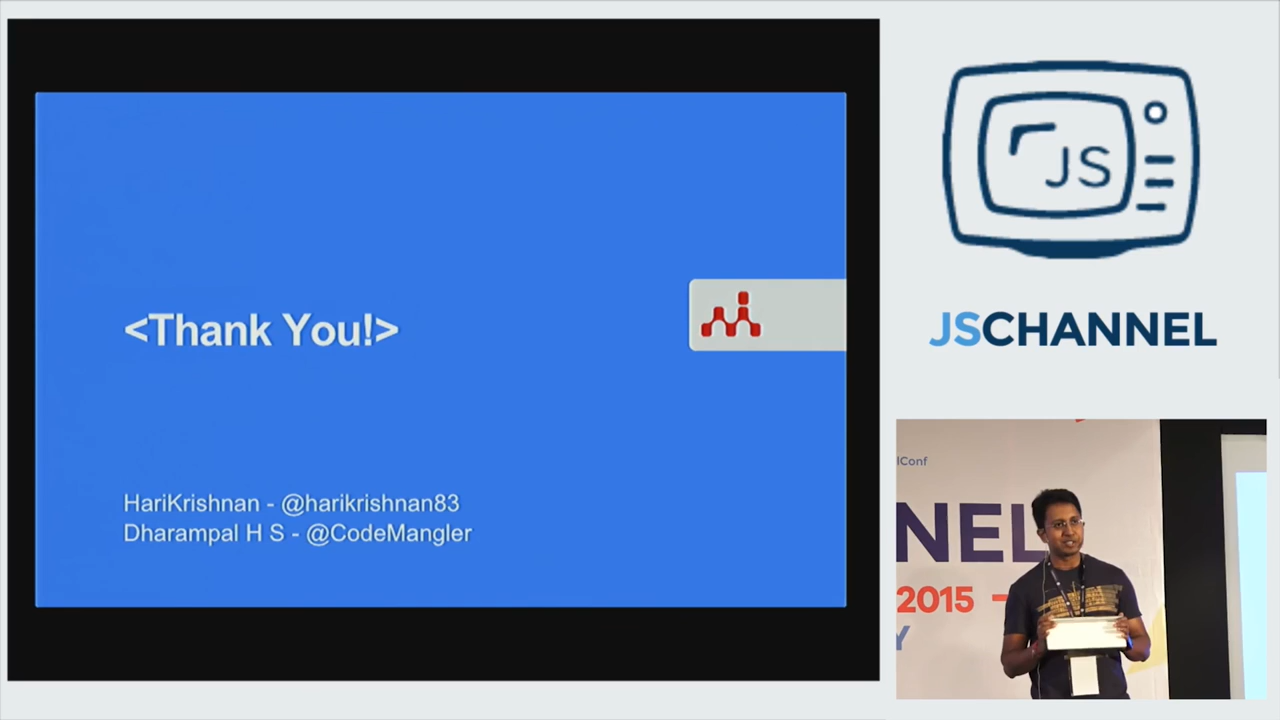 <Thank You!>
HariKrishnan - @harikrishnan83
Dharampal H S - @CodeMangler
JS
JSCHANNEL
lConf
NEL
2015 -
Y